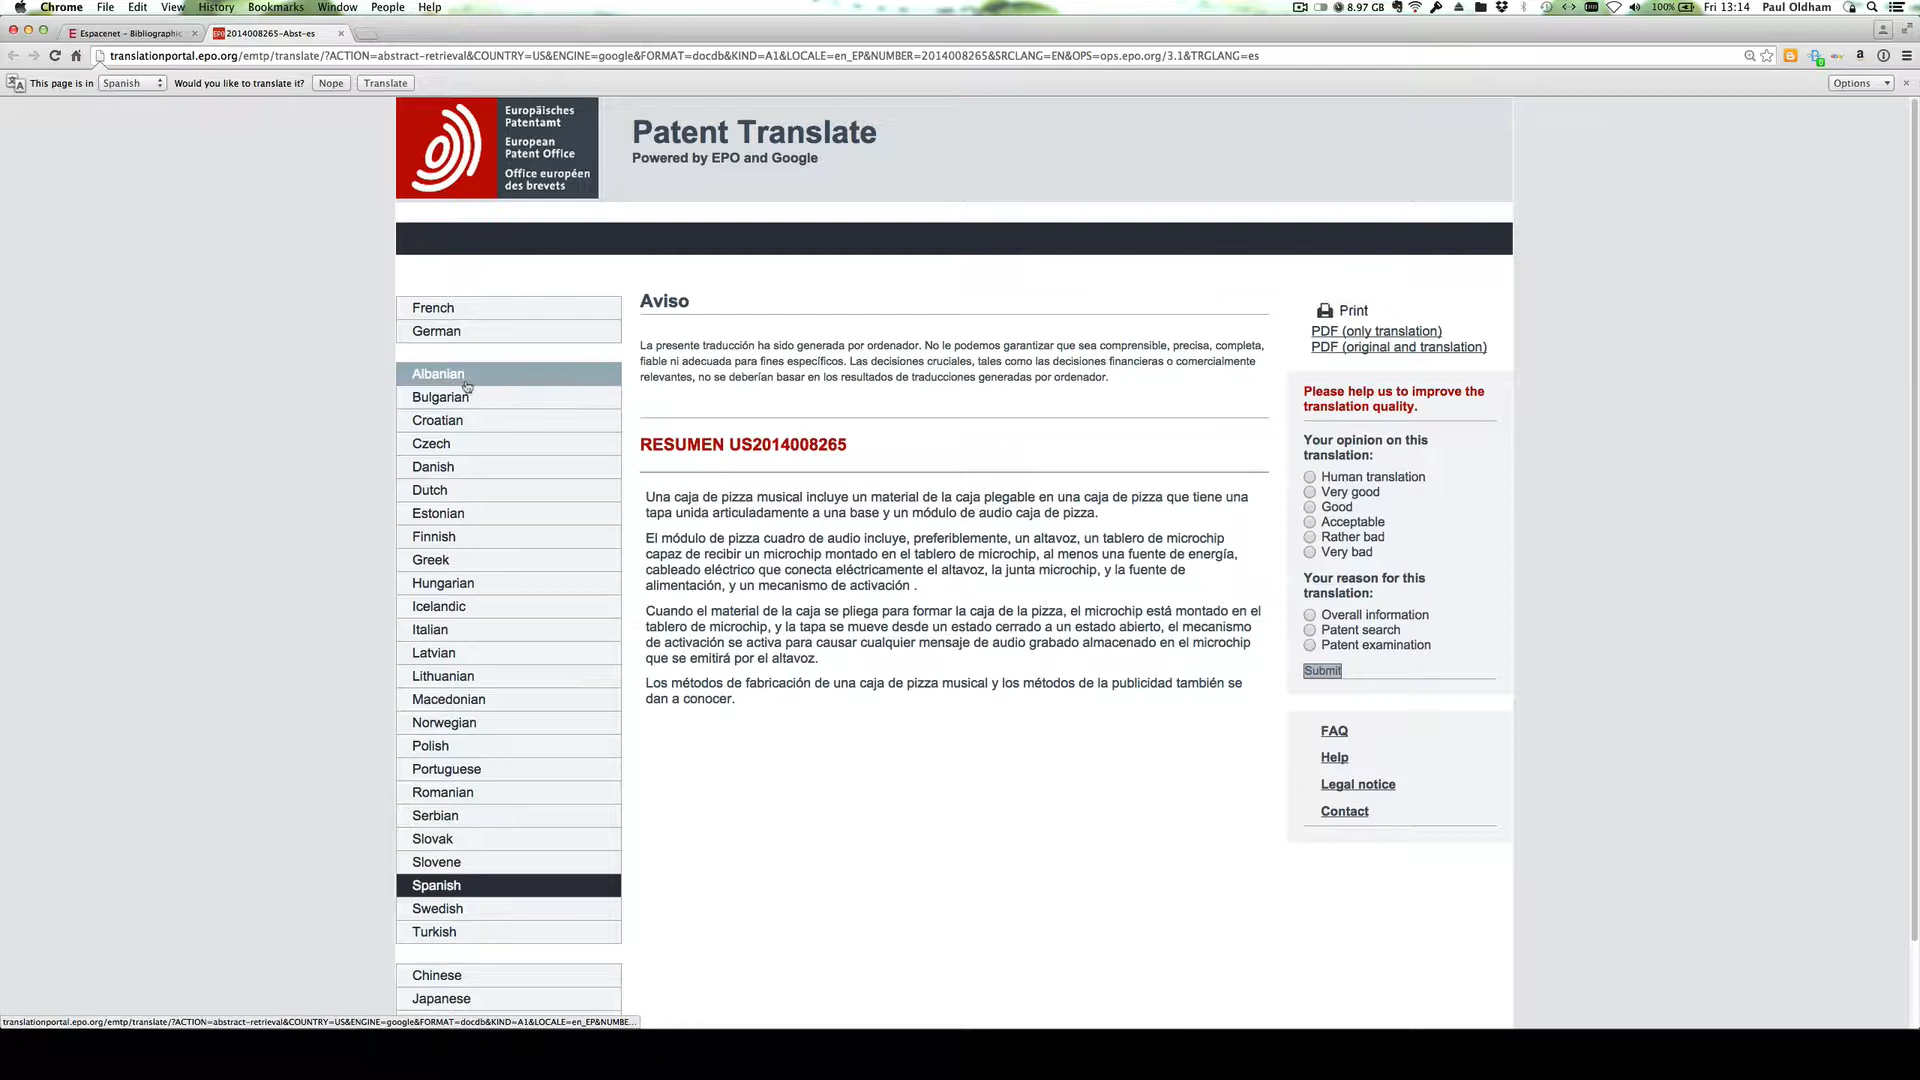 Chrome File Edit View History Bookmarks Window People Help 8.97 GB 100% Fri 13:14 Paul Oldham
Espacenet - Bibliographic
EPO 2014008265-Abst-es
translationportal.epo.org/emtp/translate/?ACTION=abstract-retrieval&COUNTRY=US&ENGINE=google&FORMAT=docdb&KIND=A1&LOCALE=en_EP&NUMBER=2014008265&SRCLANG=EN&OPS=ops.epo.org/3.1&TRGLANG=es
This page is in Spanish Would you like to translate it? Nope Translate Options
Europäisches
Patentamt
European
Patent Office
Office européen
des brevets
Patent Translate
Powered by EPO and Google
French
German
Albanian
Bulgarian
Croatian
Czech
Danish
Dutch
Estonian
Finnish
Greek
Hungarian
Icelandic
Italian
Latvian
Lithuanian
Macedonian
Norwegian
Polish
Portuguese
Romanian
Serbian
Slovak
Slovene
Spanish
Swedish
Turkish
Chinese
Japanese
Aviso
La presente traducción ha sido generada por ordenador. No le podemos garantizar que sea comprensible, precisa, completa,
fiable ni adecuada para fines específicos. Las decisiones cruciales, tales como las decisiones financieras o comercialmente
relevantes, no se deberían basar en los resultados de traducciones generadas por ordenador.
RESUMEN US2014008265
Una caja de pizza musical incluye un material de la caja plegable en una caja de pizza que tiene una
tapa unida articuladamente a una base y un módulo de audio caja de pizza.
El módulo de pizza cuadro de audio incluye, preferiblemente, un altavoz, un tablero de microchip
capaz de recibir un microchip montado en el tablero de microchip, al menos una fuente de energía,
cableado eléctrico que conecta eléctricamente el altavoz, la junta microchip, y la fuente de
alimentación, y un mecanismo de activación .
Cuando el material de la caja se pliega para formar la caja de la pizza, el microchip está montado en el
tablero de microchip, y la tapa se mueve desde un estado cerrado a un estado abierto, el mecanismo
de activación se activa para causar cualquier mensaje de audio grabado almacenado en el microchip
que se emitirá por el altavoz.
Los métodos de fabricación de una caja de pizza musical y los métodos de la publicidad también se
dan a conocer.
Print
PDF (only translation)
PDF (original and translation)
Please help us to improve the
translation quality.
Your opinion on this
translation:
Human translation
Very good
Good
Acceptable
Rather bad
Very bad
Your reason for this
translation:
Overall information
Patent search
Patent examination
Submit
FAQ
Help
Legal notice
Contact
translationportal.epo.org/emtp/translate/?ACTION=abstract-retrieval&COUNTRY=US&ENGINE=google&FORMAT=docdb&KIND=A1&LOCALE=en_EP&NUMBE...